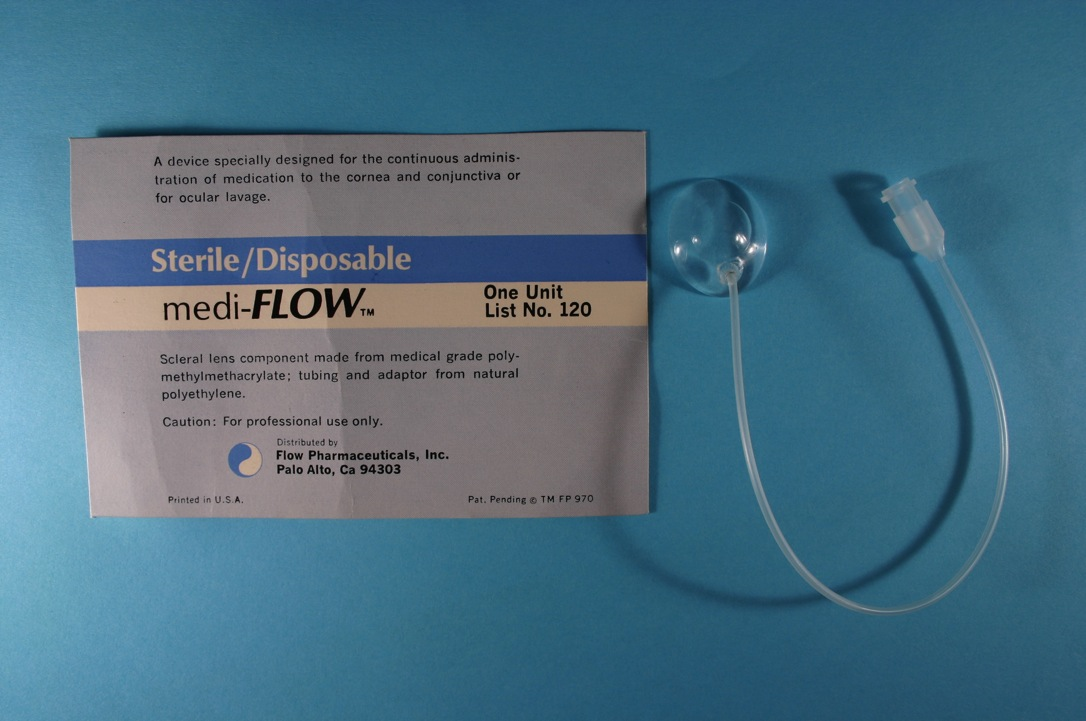 A device specially designed for the continuous adminis-
tration of medication to the cornea and conjunctiva or
for ocular lavage.
Sterile/Disposable
medi-FLOW™
One Unit
List No. 120
Scleral lens component made from medical grade poly-
methylmethacrylate; tubing and adaptor from natural
polyethylene.
Caution: For professional use only.
Distributed by
Flow Pharmaceuticals, Inc.
Palo Alto, Ca 94303
Printed in U.S.A.
Pat. Pending © TM FP 970